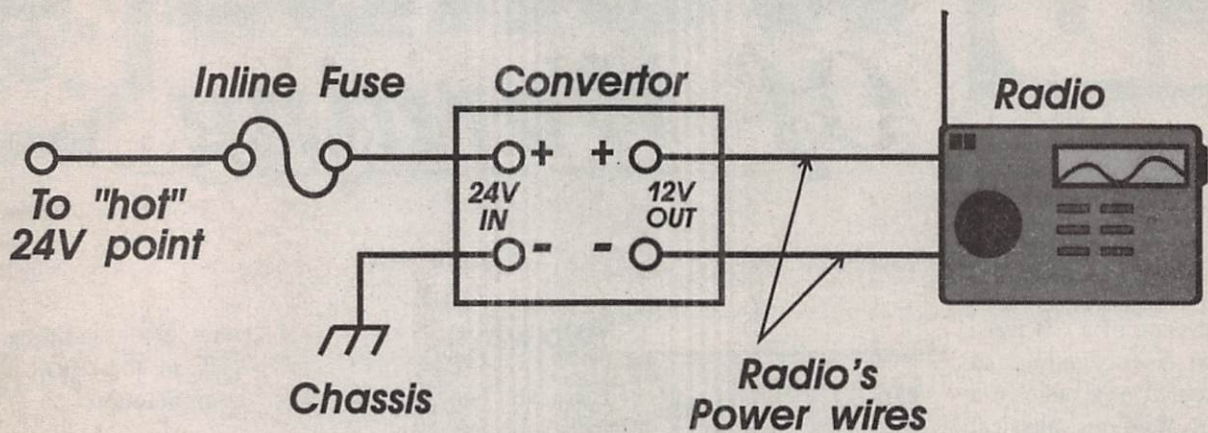 Inline Fuse
Convertor
Radio
+ +
To "hot"
24V point
24V
IN
12V
OUT
- -
Chassis
Radio's
Power wires